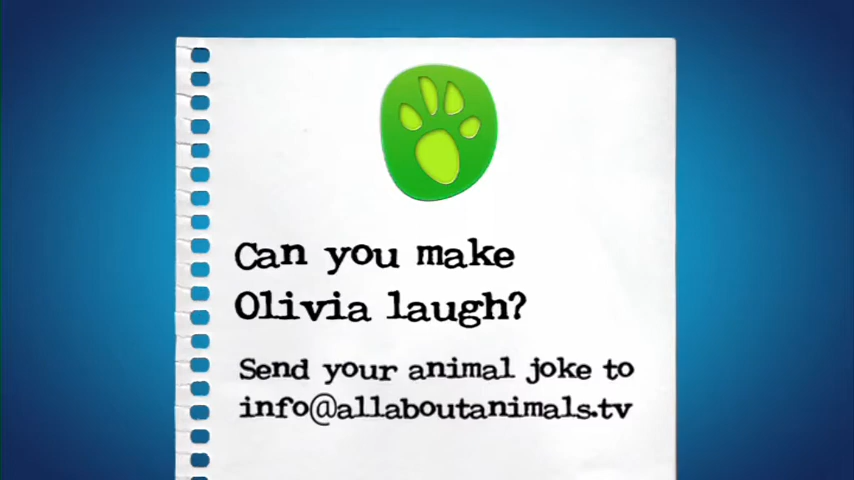 Can you make
Olivia laugh?
Send your animal joke to
info@allaboutanimals.tv